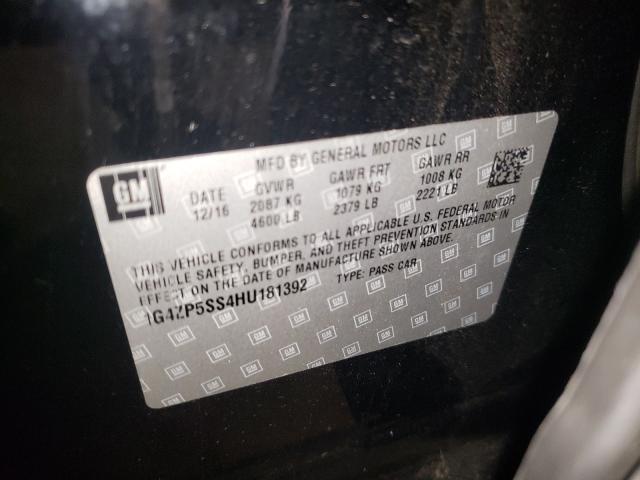 MFD BY GENERAL MOTORS LLC
GM DATE GVWR GAWR FRT GAWR RR
12/16 2087 KG 1079 KG 1008 KG
4600 LB 2379 LB 2221 LB
THIS VEHICLE CONFORMS TO ALL APPLICABLE U.S. FEDERAL MOTOR
VEHICLE SAFETY, BUMPER, AND THEFT PREVENTION STANDARDS IN
EFFECT ON THE DATE OF MANUFACTURE SHOWN ABOVE.
1G4ZP5SS4HU181392 TYPE: PASS CAR